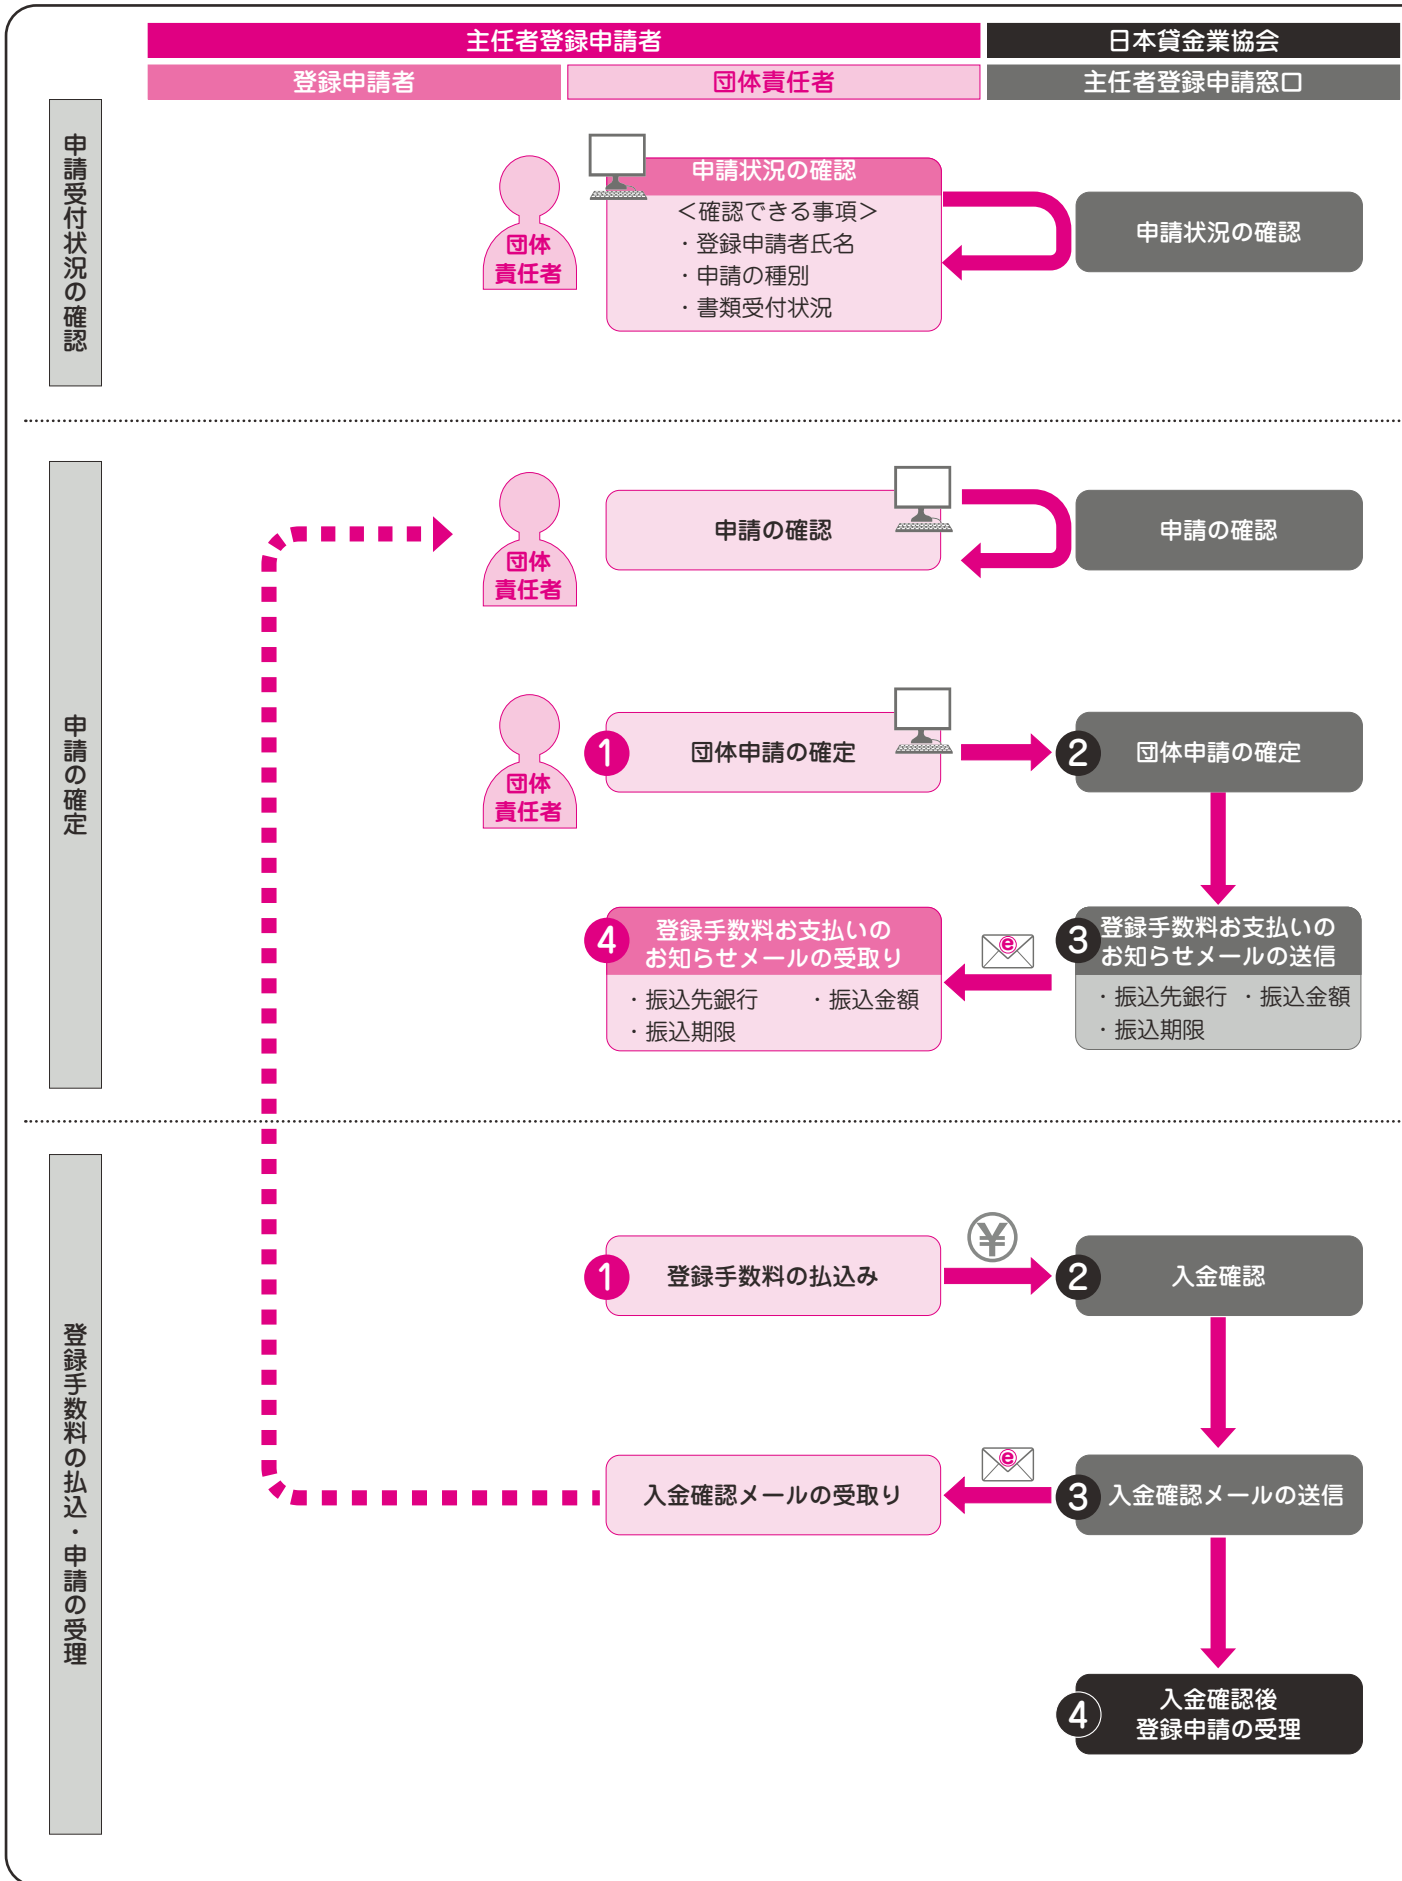 主任者登録申請者
日本貸金業協会
登録申請者
団体責任者
主任者登録申請窓口
申請受付状況の確認
団体
責任者
申請状況の確認
＜確認できる事項＞
・登録申請者氏名
・申請の種別
・書類受付状況
申請状況の確認
申請の確定
団体
責任者
申請の確認
申請の確認
団体
責任者
1
団体申請の確定
2
団体申請の確定
4
登録手数料お支払いの
お知らせメールの受取り
・振込先銀行 ・振込金額
・振込期限
e
3
登録手数料お支払いの
お知らせメールの送信
・振込先銀行 ・振込金額
・振込期限
登録手数料の払込・申請の受理
1
登録手数料の払込み
¥
2
入金確認
入金確認メールの受取り
e
3
入金確認メールの送信
4
入金確認後
登録申請の受理